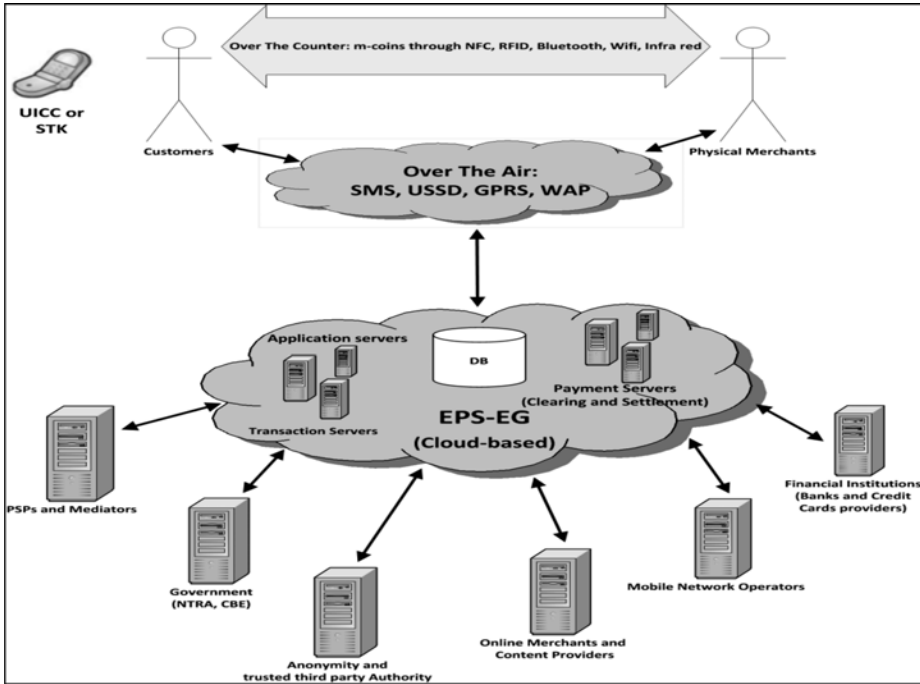 Over The Counter: m-coins through NFC, RFID, Bluetooth, Wifi, Infra red
UICC or
STK
Customers
Physical Merchants
Over The Air:
SMS, USSD, GPRS, WAP
Application servers
DB
Payment Servers
(Clearing and Settlement)
EPS-EG
(Cloud-based)
Transaction Servers
PSPs and Mediators
Financial Institutions
(Banks and Credit
Cards providers)
Government
(NTRA, CBE)
Mobile Network Operators
Anonymity and
trusted third party Authority
Online Merchants and
Content Providers